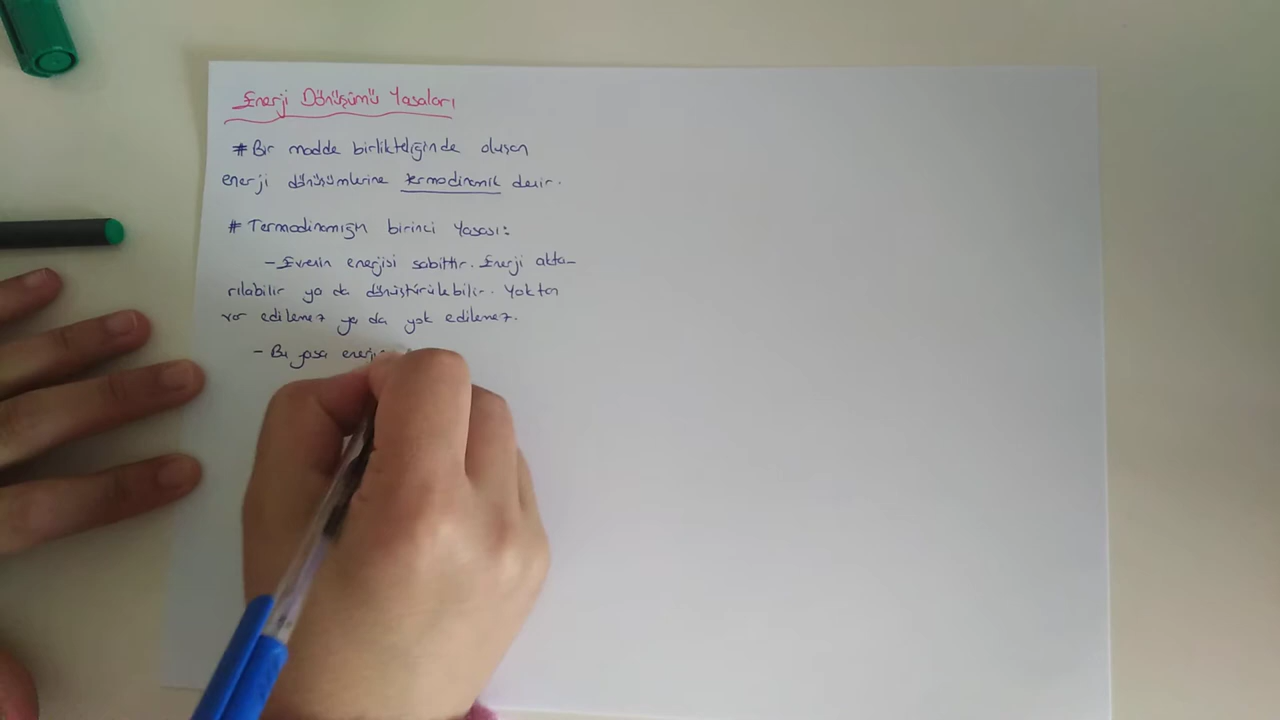 Enerji Dönüşümü Yasaları
# Bir madde birlikteliğinde oluşan
enerji dönüşümlerine termodinamik denir.
# Termodinamiğin birinci yasası:
- Evrenin enerjisi sabittir. Enerji akta-
rılabilir ya da dönüştürülebilir. Yoktan
var edilemez ya da yok edilemez.
- Bu yasa